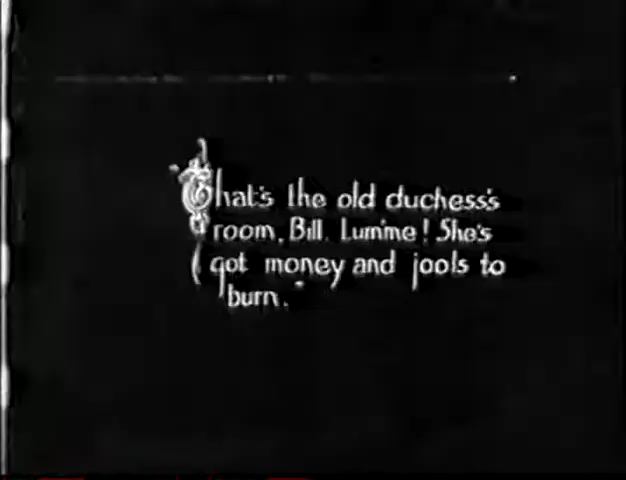 That's the old duchess's
room, Bill. Lumme! She's
got money and jools to
burn."